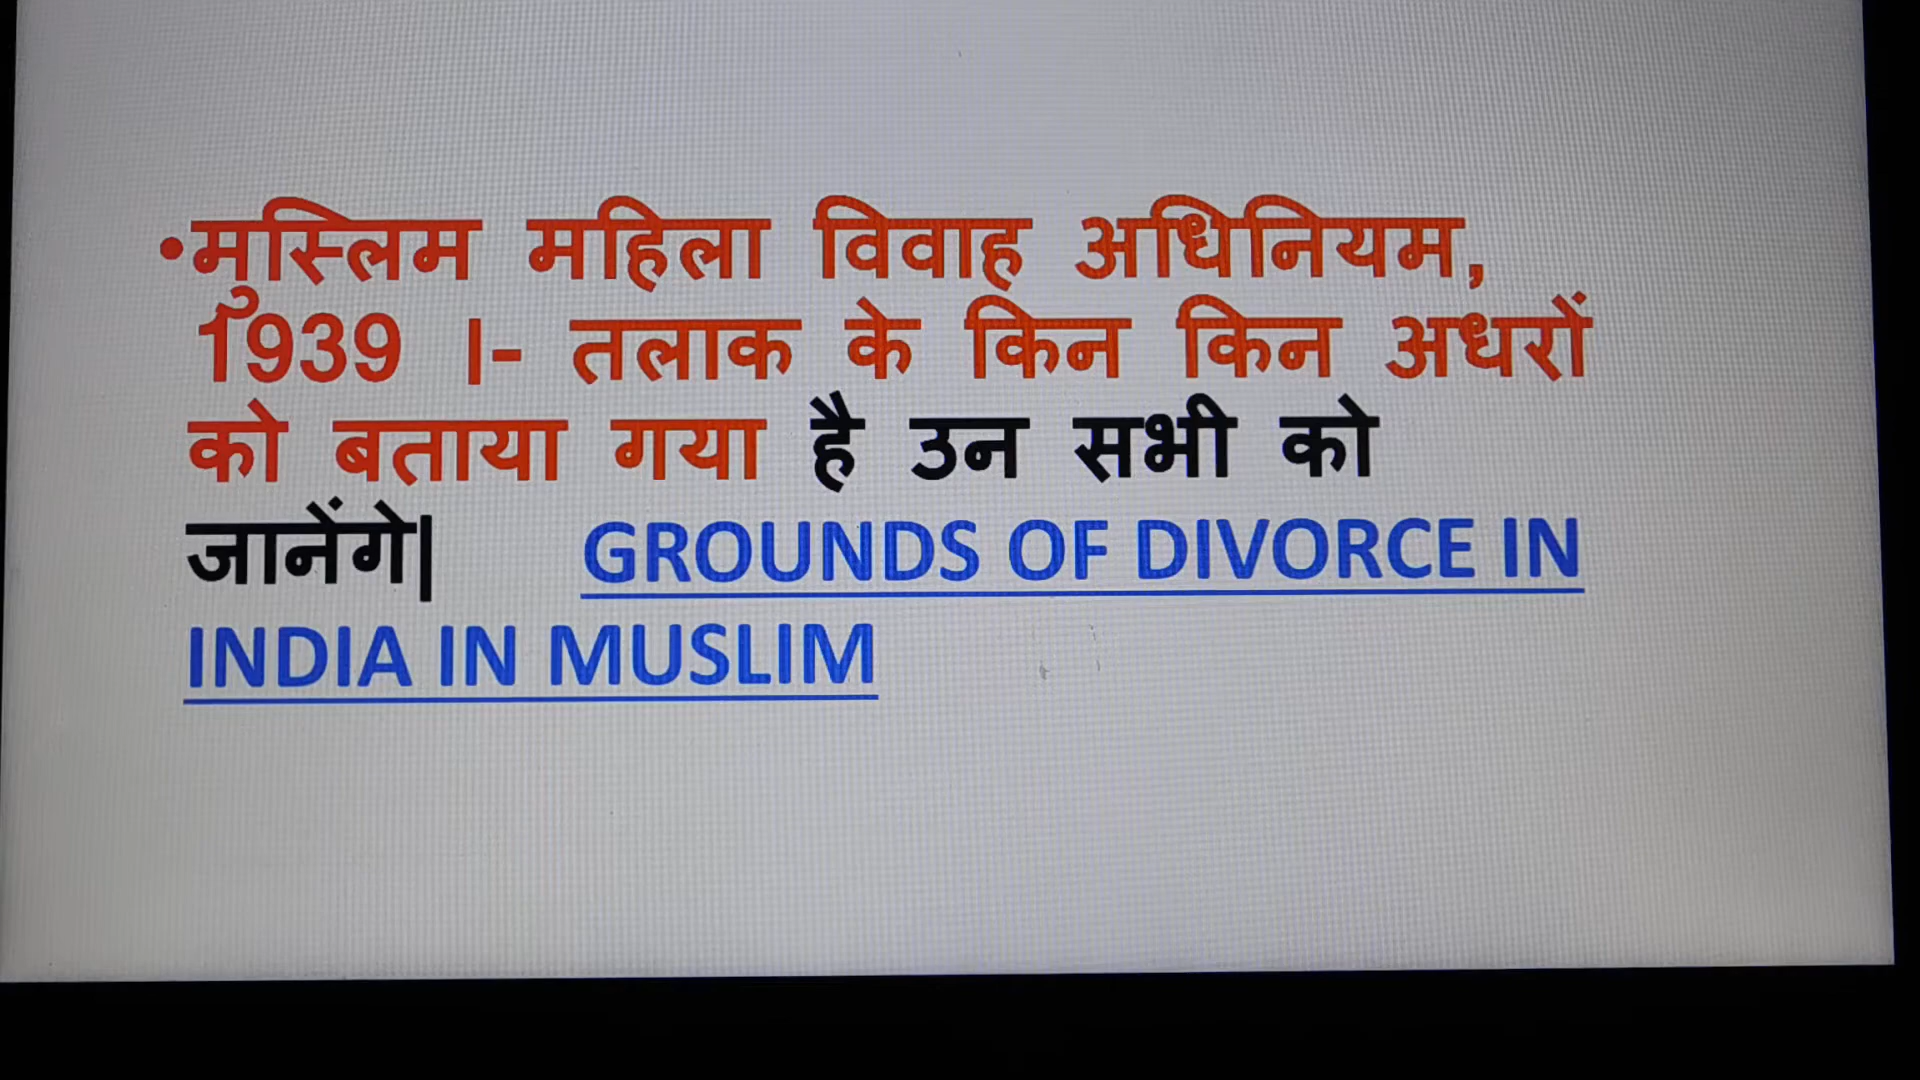 •मुस्लिम महिला विवाह अधिनियम,
1939 ।- तलाक के किन किन अधरों
को बताया गया है उन सभी को
जानेंगे| GROUNDS OF DIVORCE IN
INDIA IN MUSLIM